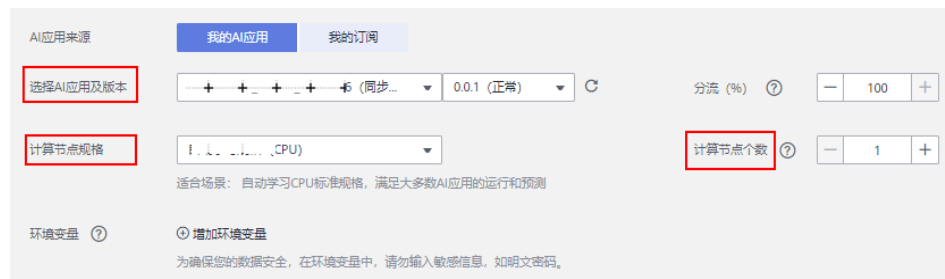 AI应用来源 我的AI应用 我的订阅
选择AI应用及版本 (同步... 0.0.1 (正常) 分流 (%) ? 100
计算节点规格 (CPU) 计算节点个数 ? 1
适合场景: 自动学习CPU标准规格,满足大多数AI应用的运行和预测
环境变量 ? 增加环境变量
为确保您的数据安全,在环境变量中,请勿输入敏感信息,如明文密码。